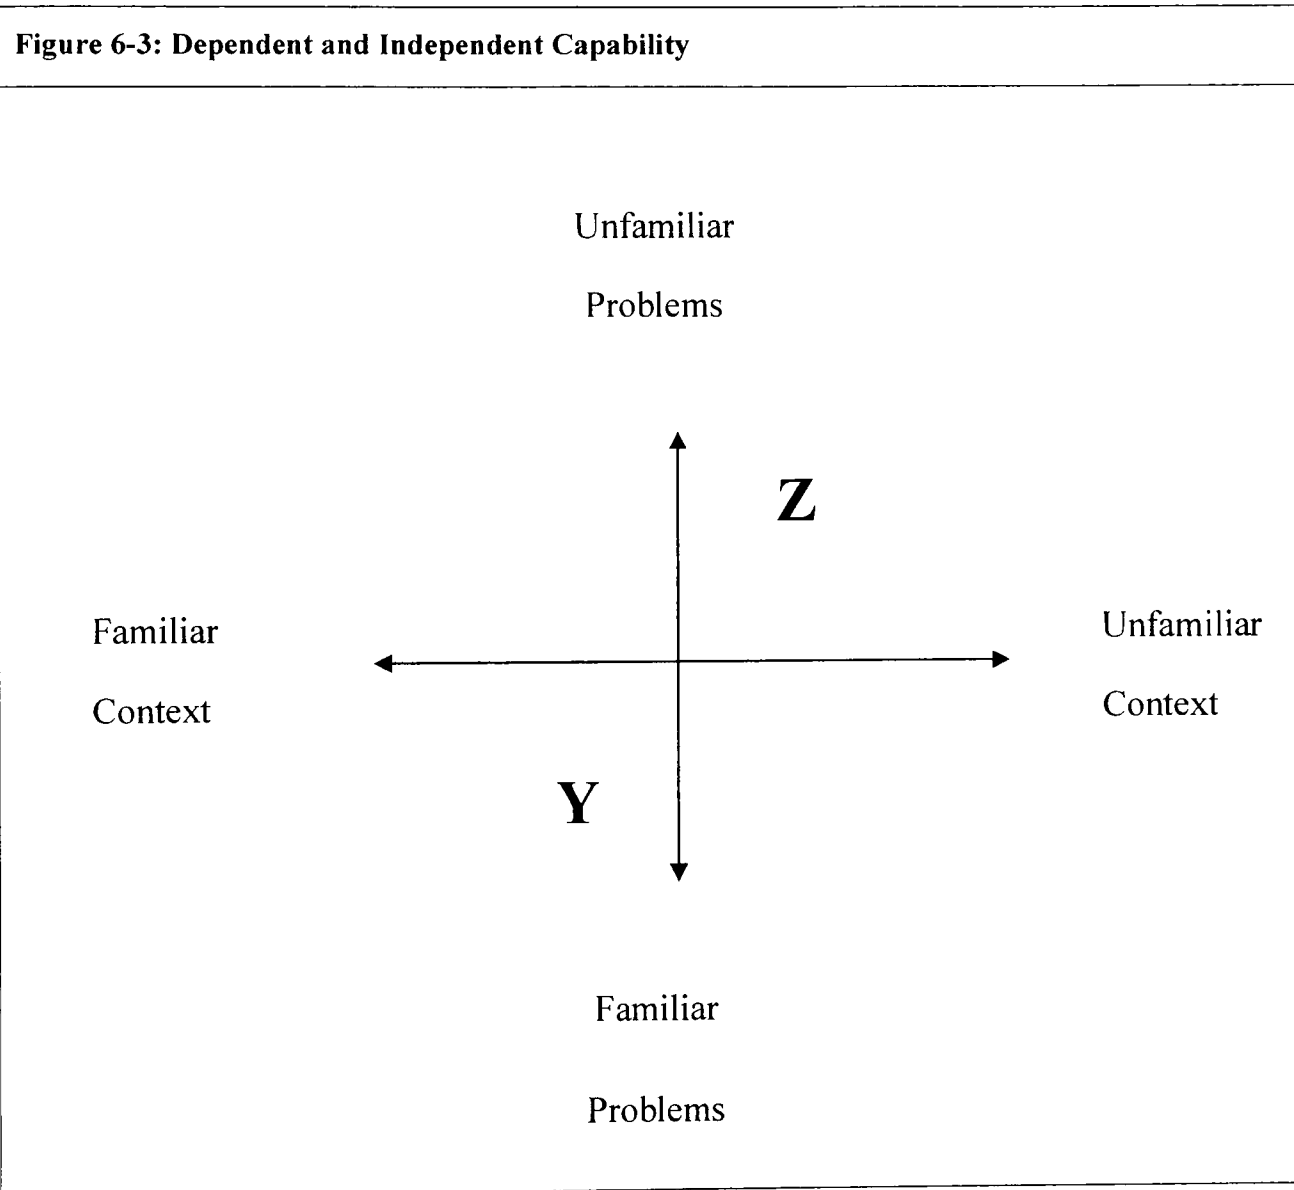 Figure 6-3: Dependent and Independent Capability
Unfamiliar
Problems
Z
Familiar
Context
Unfamiliar
Context
Y
Familiar
Problems